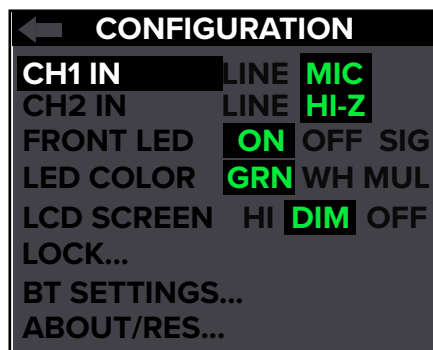 CONFIGURATION
CH1 IN LINE MIC
CH2 IN LINE HI-Z
FRONT LED ON OFF SIG
LED COLOR GRN WH MUL
LCD SCREEN HI DIM OFF
LOCK...
BT SETTINGS...
ABOUT/RES...